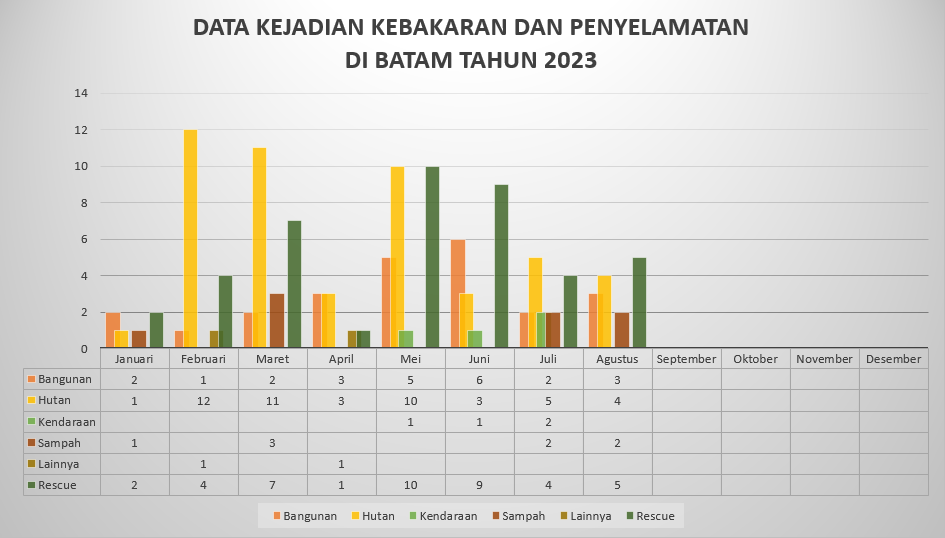 DATA KEJADIAN KEBAKARAN DAN PENYELAMATAN
DI BATAM TAHUN 2023
14
12
10
8
6
4
2
0
Januari Februari Maret April Mei Juni Juli Agustus September Oktober November Desember
Bangunan 2 1 2 3 5 6 2 3
Hutan 1 12 11 3 10 3 5 4
Kendaraan 1 1 2
Sampah 1 3 2 2
Lainnya 1 1
Rescue 2 4 7 1 10 9 4 5
Bangunan Hutan Kendaraan Sampah Lainnya Rescue